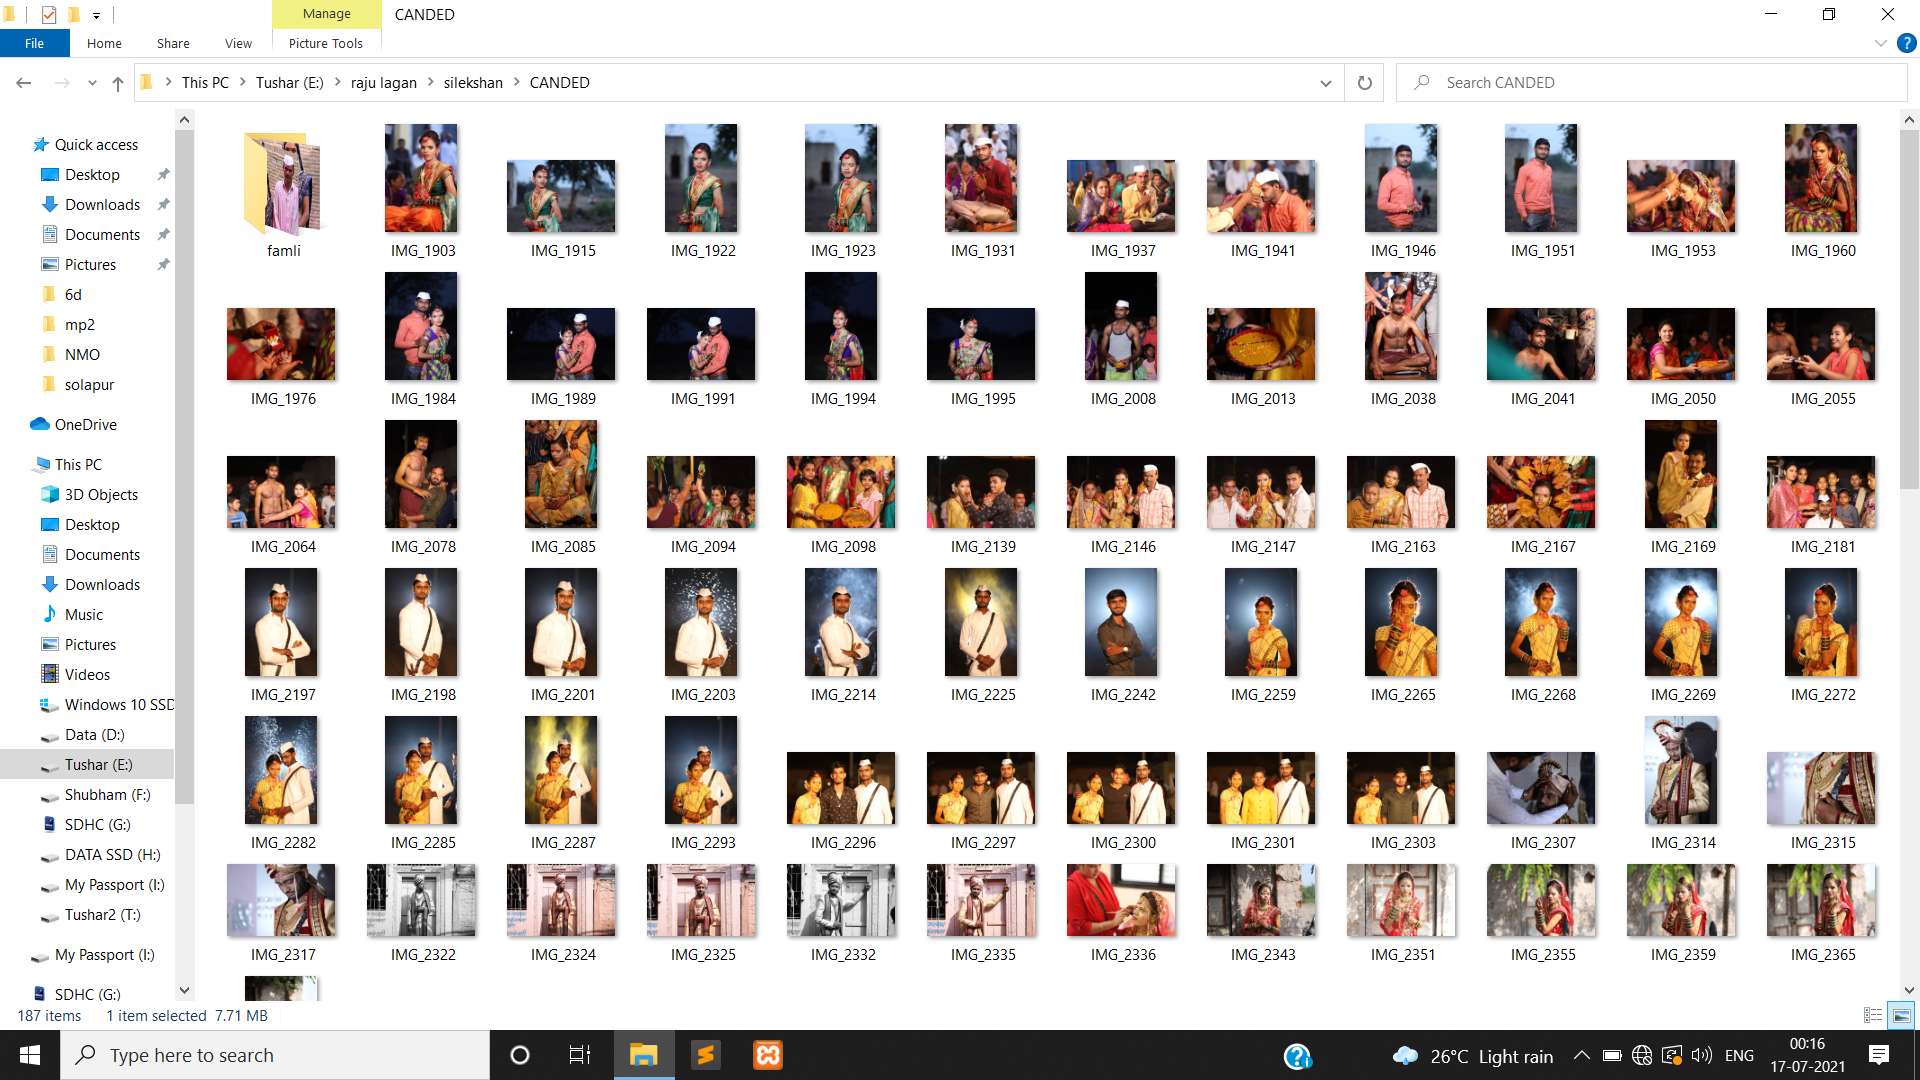 Manage
CANDED
File
Home
Share
View
Picture Tools
This PC
Tushar (E:)
raju lagan
silekshan
CANDED
Search CANDED
Quick access
Desktop
Downloads
Documents
Pictures
6d
mp2
NMO
solapur
OneDrive
This PC
3D Objects
Desktop
Documents
Downloads
Music
Pictures
Videos
Windows 10 SSD
Data (D:)
Tushar (E:)
Shubham (F:)
SDHC (G:)
DATA SSD (H:)
My Passport (I:)
Tushar2 (T:)
My Passport (I:)
SDHC (G:)
famli IMG_1903 IMG_1915 IMG_1922 IMG_1923 IMG_1931 IMG_1937 IMG_1941 IMG_1946 IMG_1951 IMG_1953 IMG_1960
IMG_1976 IMG_1984 IMG_1989 IMG_1991 IMG_1994 IMG_1995 IMG_2008 IMG_2013 IMG_2038 IMG_2041 IMG_2050 IMG_2055
IMG_2064 IMG_2078 IMG_2085 IMG_2094 IMG_2098 IMG_2139 IMG_2146 IMG_2147 IMG_2163 IMG_2167 IMG_2169 IMG_2181
IMG_2197 IMG_2198 IMG_2201 IMG_2203 IMG_2214 IMG_2225 IMG_2242 IMG_2259 IMG_2265 IMG_2268 IMG_2269 IMG_2272
IMG_2282 IMG_2285 IMG_2287 IMG_2293 IMG_2296 IMG_2297 IMG_2300 IMG_2301 IMG_2303 IMG_2307 IMG_2314 IMG_2315
IMG_2317 IMG_2322 IMG_2324 IMG_2325 IMG_2332 IMG_2335 IMG_2336 IMG_2343 IMG_2351 IMG_2355 IMG_2359 IMG_2365
187 items 1 item selected 7.71 MB
Type here to search
26°C Light rain
ENG
00:16
17-07-2021